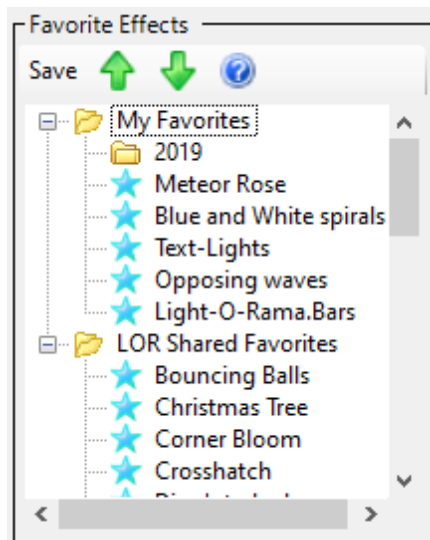 Favorite Effects
Save
My Favorites
2019
Meteor Rose
Blue and White spirals
Text-Lights
Opposing waves
Light-O-Rama.Bars
LOR Shared Favorites
Bouncing Balls
Christmas Tree
Corner Bloom
Crosshatch